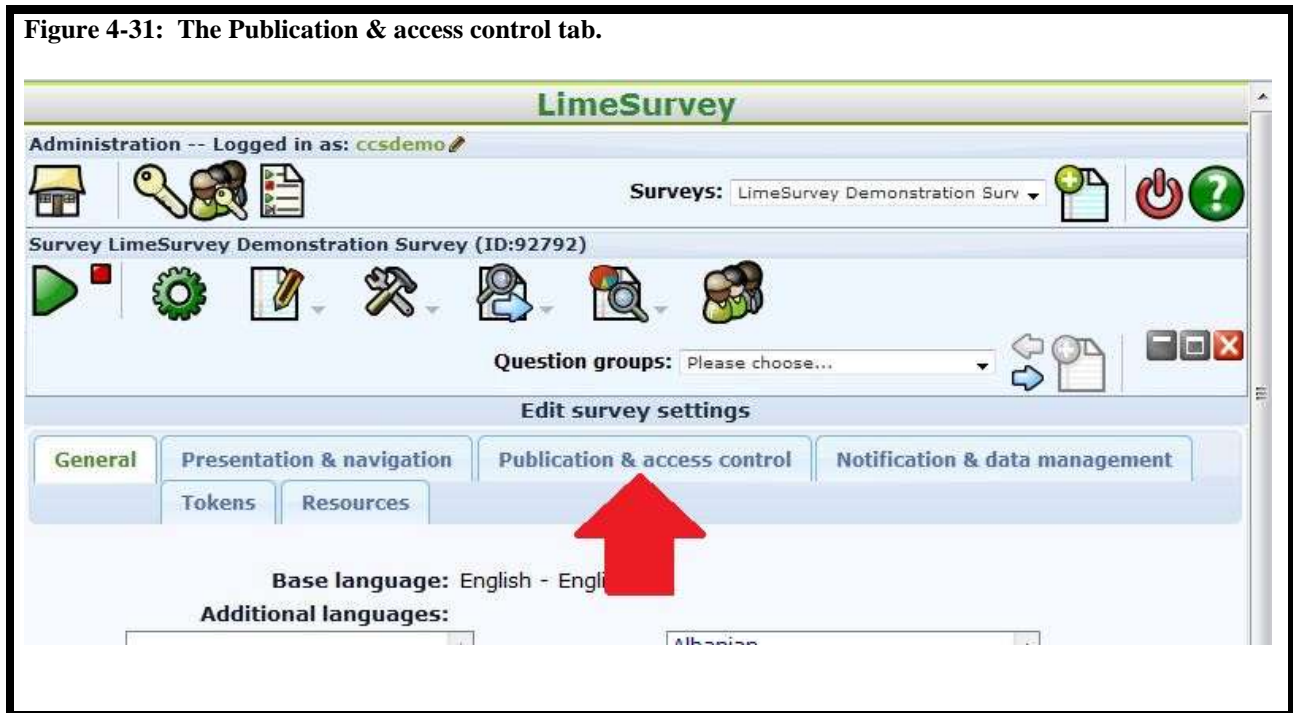 Figure 4-31: The Publication & access control tab.
LimeSurvey
Administration -- Logged in as: ccsdemo
Surveys: LimeSurvey Demonstration Surv
Survey LimeSurvey Demonstration Survey (ID:92792)
Question groups: Please choose...
Edit survey settings
General Presentation & navigation Publication & access control Notification & data management
Tokens Resources
Base language: English - Engli
Additional languages:
Albanian